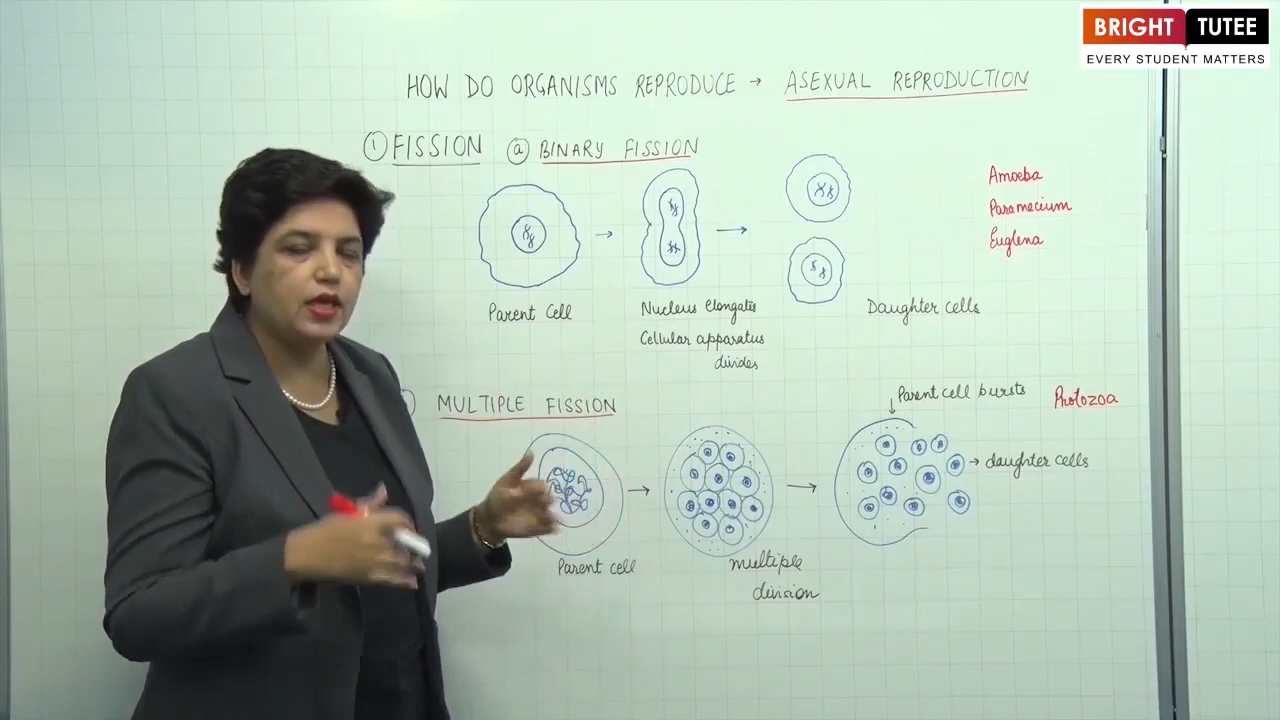 BRIGHT TUTEE
EVERY STUDENT MATTERS
HOW DO ORGANISMS REPRODUCE → ASEXUAL REPRODUCTION
① FISSION ⓐ BINARY FISSION
Amoeba
Paramecium
Euglena
Parent Cell
Nucleus elongates
Cellular apparatus
divides
Daughter cells
MULTIPLE FISSION
Parent cell bursts
Protozoa
→ daughter cells
Parent cell
multiple
division